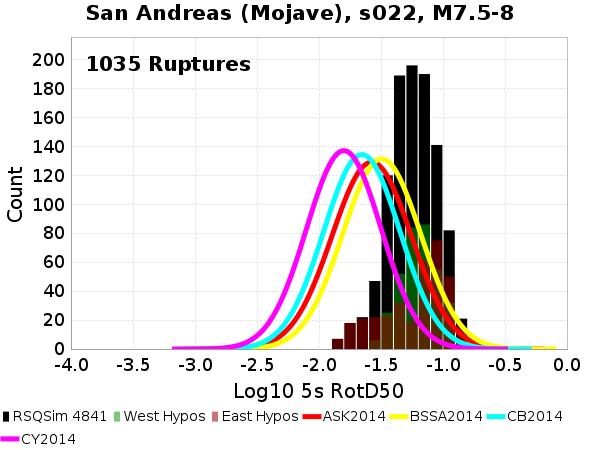 San Andreas (Mojave), s022, M7.5-8
1035 Ruptures
200
180
160
140
120
100
80
60
40
20
0
Count
-4.0 -3.5 -3.0 -2.5 -2.0 -1.5 -1.0 -0.5 0.0
Log10 5s RotD50
RSQSim 4841 West Hypos East Hypos ASK2014 BSSA2014 CB2014
CY2014